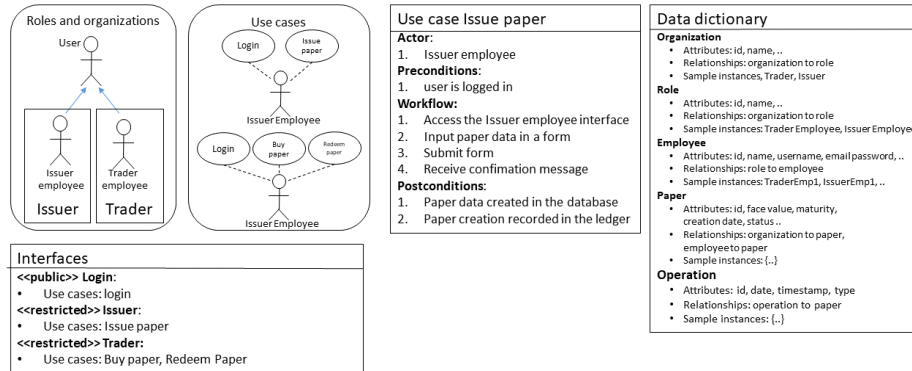 Roles and organizations
User
Issuer
employee
Issuer
Trader
employee
Trader
Use cases
Login
Issue
paper
Issuer Employee
Login
Buy
paper
Redeem
paper
Issuer Employee
Use case Issue paper
Actor:
1. Issuer employee
Preconditions:
1. user is logged in
Workflow:
1. Access the Issuer employee interface
2. Input paper data in a form
3. Submit form
4. Receive confimation message
Postconditions:
1. Paper data created in the database
2. Paper creation recorded in the ledger
Data dictionary
Organization
• Attributes: id, name, ..
• Relationships: organization to role
• Sample instances, Trader, Issuer
Role
• Attributes: id, name, ..
• Relationships: organization to role
• Sample instances: Trader Employee, Issuer Employee
Employee
• Attributes: id, name, username, email password, ..
• Relationships: role to employee
• Sample instances: TraderEmp1, IssuerEmp1, ..
Paper
• Attributes: id, face value, maturity,
creation date, status ..
• Relationships: organization to paper,
employee to paper
• Sample instances: {..}
Operation
• Attributes: id, date, timestamp, type
• Relationships: operation to paper
• Sample instances: {..}
Interfaces
<<public>> Login:
• Use cases: login
<<restricted>> Issuer:
• Use cases: Issue paper
<<restricted>> Trader:
• Use cases: Buy paper, Redeem Paper